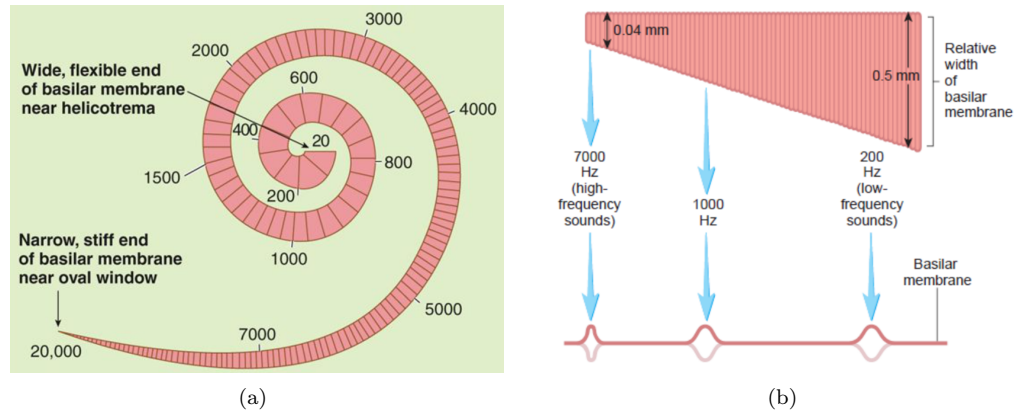 3000
2000
Wide, flexible end
of basilar membrane
near helicotrema
600
4000
400
20
800
1500
200
Narrow, stiff end
of basilar membrane
near oval window
1000
5000
7000
20,000
(a)
0.04 mm
0.5 mm
Relative
width
of
basilar
membrane
7000
Hz
(high-
frequency
sounds)
1000
Hz
200
Hz
(low-
frequency
sounds)
Basilar
membrane
(b)